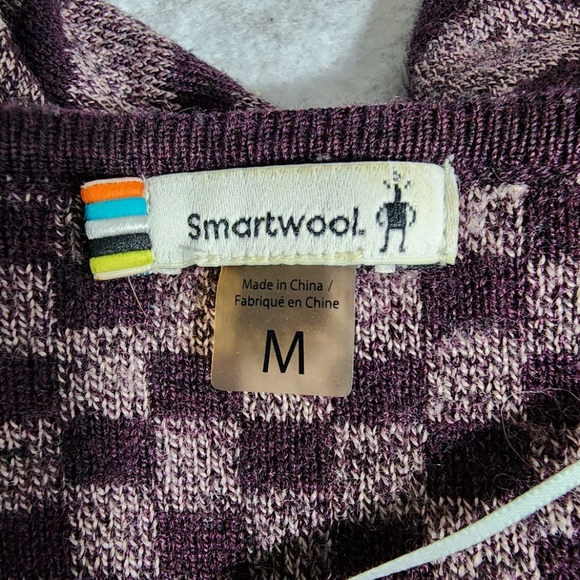 Smartwool.
Made in China /
Fabriqué en Chine
M